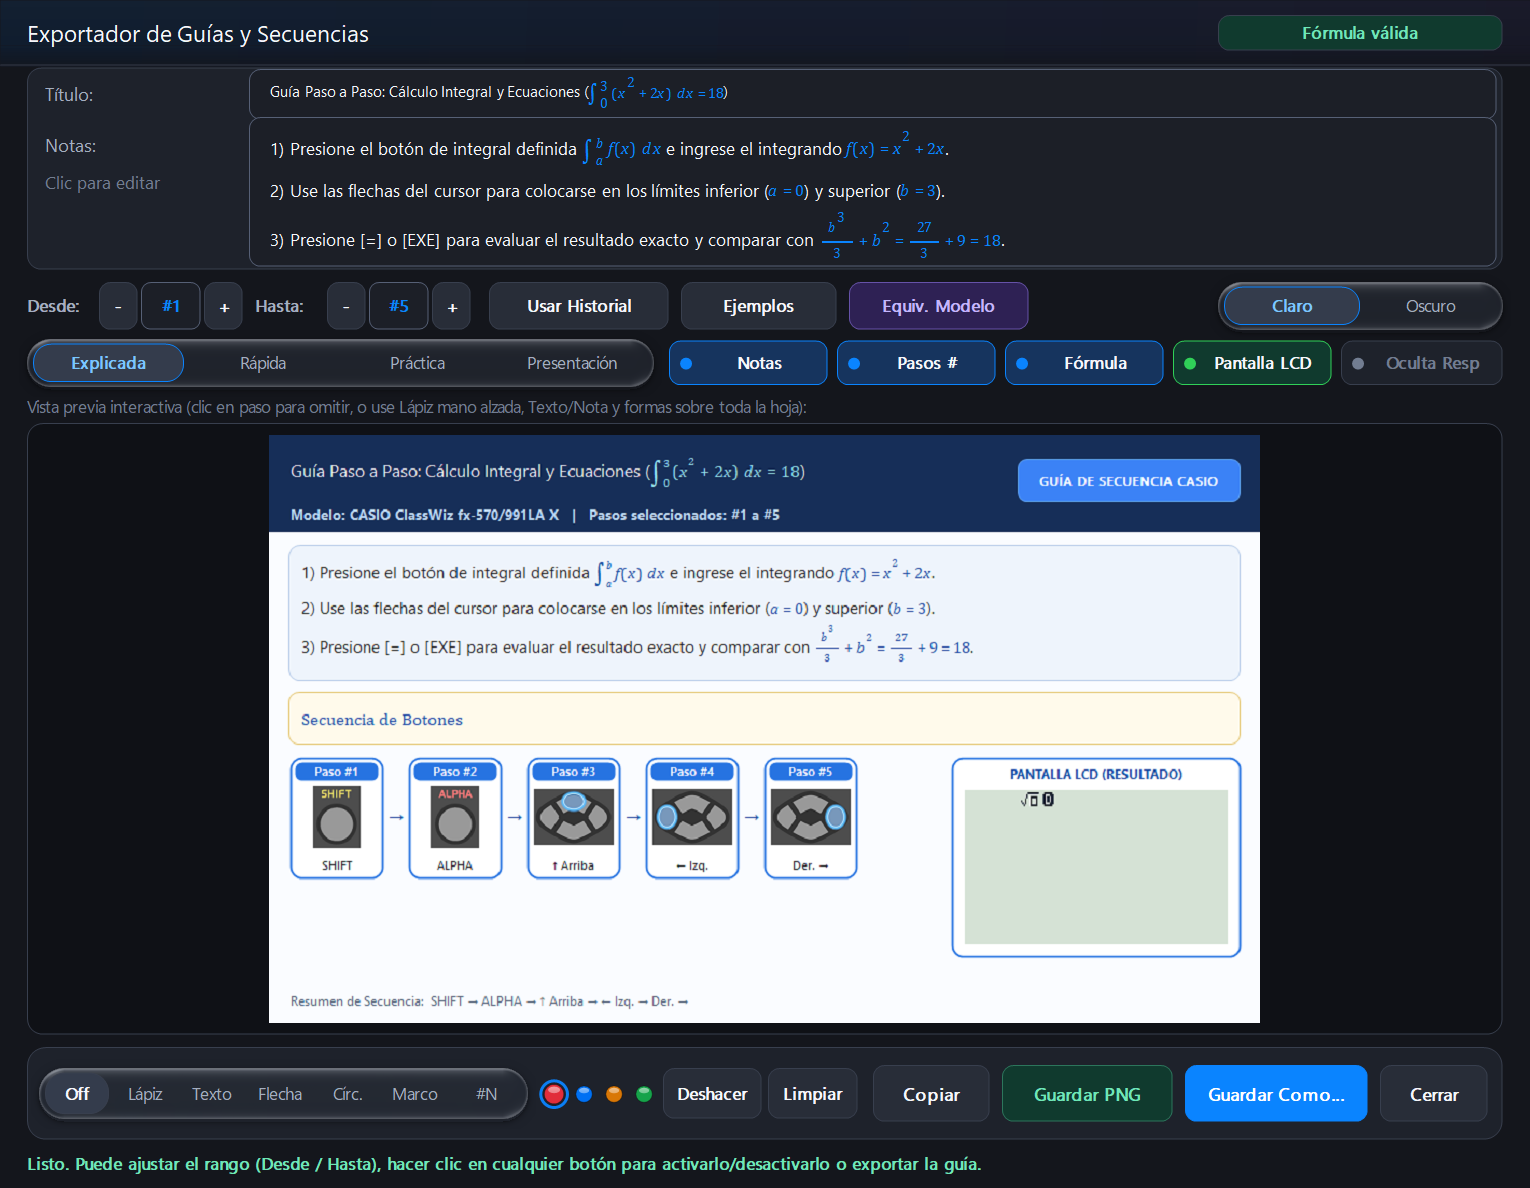 Exportador de Guías y Secuencias
Fórmula válida
Título:
Guía Paso a Paso: Cálculo Integral y Ecuaciones (∫₀³ (x² + 2x) dx = 18)
Notas:
Clic para editar
1) Presione el botón de integral definida ∫ₐᵇ f(x) dx e ingrese el integrando f(x) = x² + 2x.
2) Use las flechas del cursor para colocarse en los límites inferior (a = 0) y superior (b = 3).
3) Presione [=] o [EXE] para evaluar el resultado exacto y comparar con b³/3 + b² = 27/3 + 9 = 18.
Desde: - #1 + Hasta: - #5 + Usar Historial Ejemplos Equiv. Modelo Claro Oscuro
Explicada Rápida Práctica Presentación Notas Pasos # Fórmula Pantalla LCD Oculta Resp
Vista previa interactiva (clic en paso para omitir, o use Lápiz mano alzada, Texto/Nota y formas sobre toda la hoja):
Guía Paso a Paso: Cálculo Integral y Ecuaciones (∫₀³ (x² + 2x) dx = 18)
GUÍA DE SECUENCIA CASIO
Modelo: CASIO ClassWiz fx-570/991LA X | Pasos seleccionados: #1 a #5
1) Presione el botón de integral definida ∫ₐᵇ f(x) dx e ingrese el integrando f(x) = x² + 2x.
2) Use las flechas del cursor para colocarse en los límites inferior (a = 0) y superior (b = 3).
3) Presione [=] o [EXE] para evaluar el resultado exacto y comparar con b³/3 + b² = 27/3 + 9 = 18.
Secuencia de Botones
Paso #1 Paso #2 Paso #3 Paso #4 Paso #5
SHIFT ALPHA
→ → → →
SHIFT ALPHA ↑ Arriba ← Izq. Der. →
PANTALLA LCD (RESULTADO)
√□ 0
Resumen de Secuencia: SHIFT → ALPHA → ↑ Arriba → ← Izq. → Der. →
Off Lápiz Texto Flecha Círc. Marco #N Deshacer Limpiar Copiar Guardar PNG Guardar Como... Cerrar
Listo. Puede ajustar el rango (Desde / Hasta), hacer clic en cualquier botón para activarlo/desactivarlo o exportar la guía.